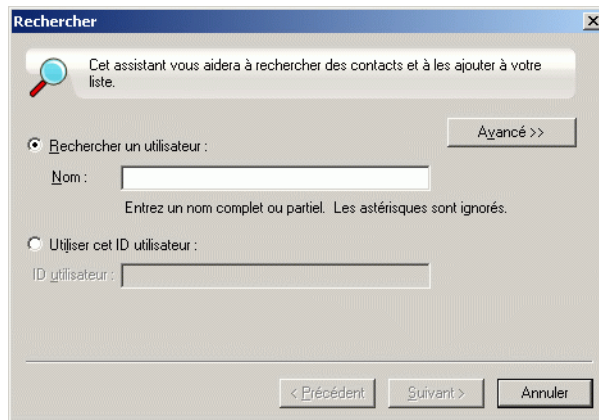 Rechercher
Cet assistant vous aidera à rechercher des contacts et à les ajouter à votre
liste.
Avancé >>
Rechercher un utilisateur :
Nom :
Entrez un nom complet ou partiel. Les astérisques sont ignorés.
Utiliser cet ID utilisateur :
ID utilisateur :
< Précédent
Suivant >
Annuler